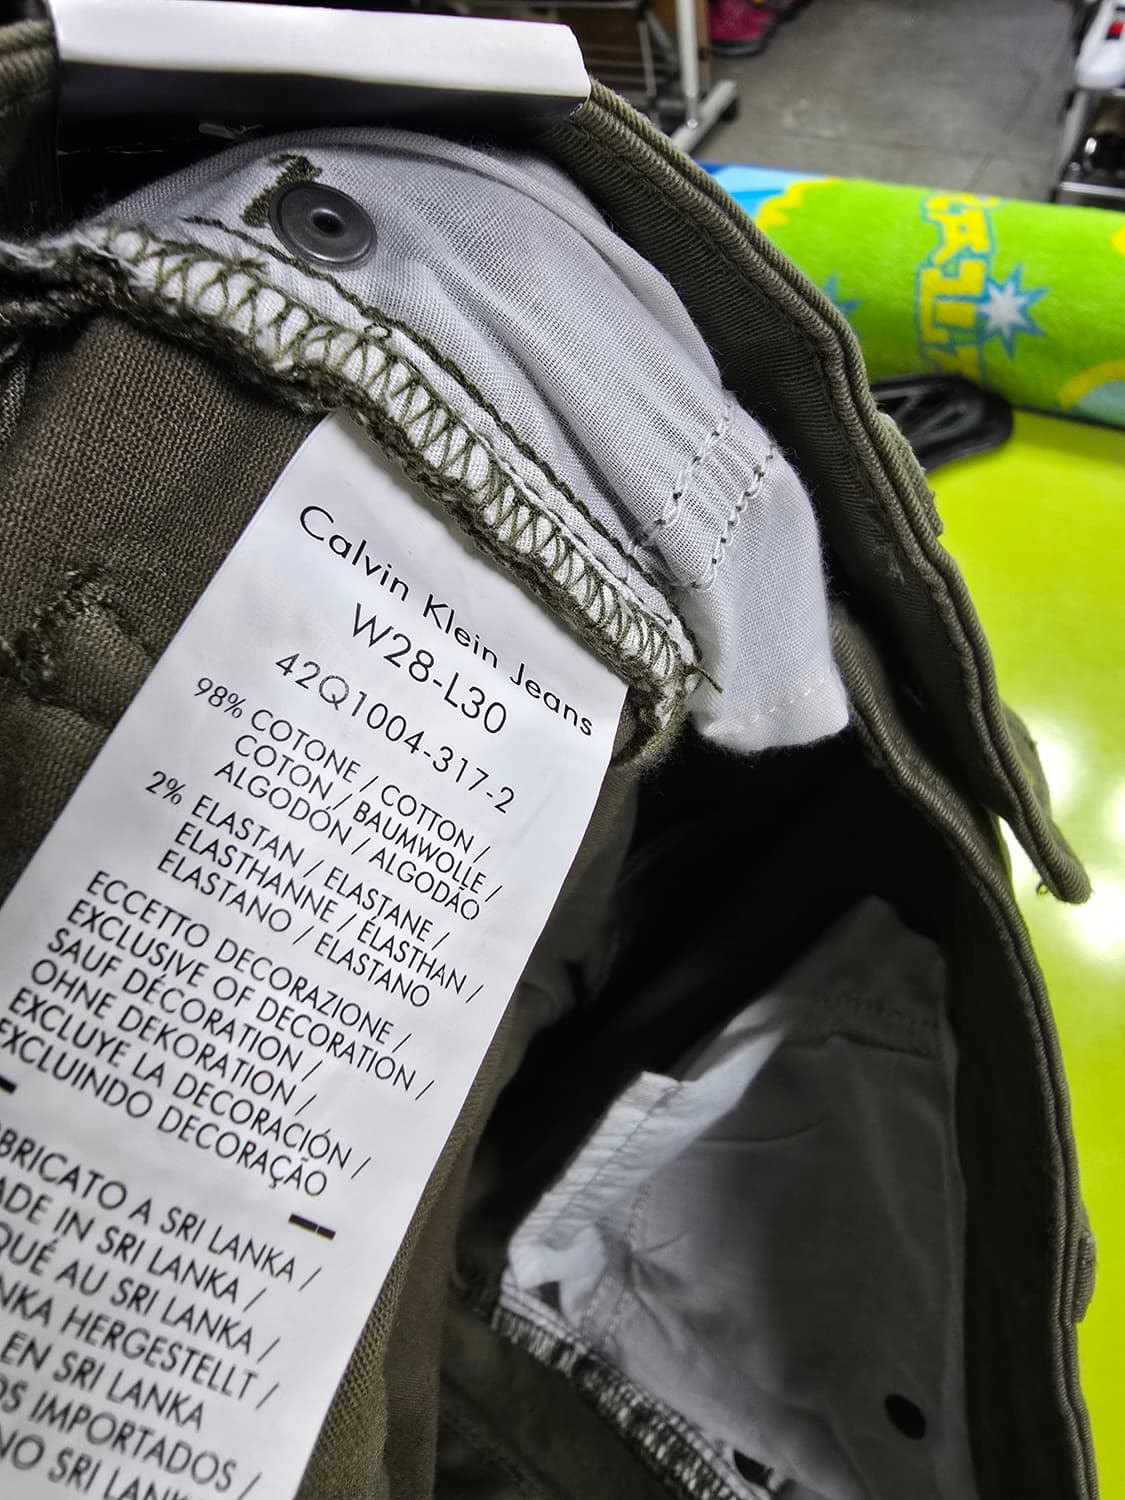 Calvin Klein Jeans
W28-L30
42Q1004-317-2
98% COTONE / COTTON /
COTON / BAUMWOLLE /
ALGODÓN / ALGODÃO
2% ELASTAN / ELASTANE /
ELASTHANNE / ÉLASTHAN /
ELASTANO / ELASTANO
ECCETTO DECORAZIONE /
EXCLUSIVE OF DECORATION /
SAUF DÉCORATION /
OHNE DEKORATION /
EXCLUYE LA DECORACIÓN /
EXCLUINDO DECORAÇÃO
BRICATO A SRI LANKA /
ADE IN SRI LANKA /
QUÉ AU SRI LANKA /
NKA HERGESTELLT /
EN SRI LANKA
OS IMPORTADOS /
NO SRI LANKA